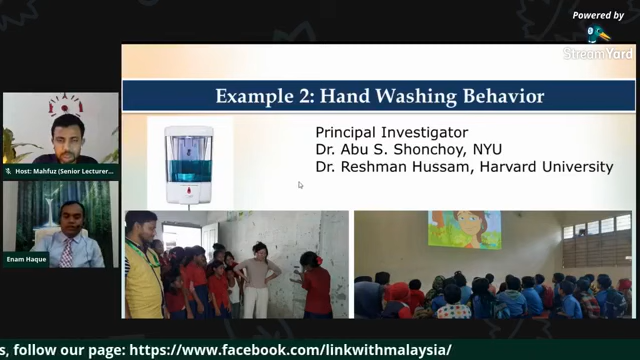 Powered by
StreamYard
Example 2: Hand Washing Behavior
Principal Investigator
Dr. Abu S. Shonchoy, NYU
Dr. Reshman Hussam, Harvard University
Host: Mahfuz (Senior Lecturer...
Enam Haque
s, follow our page: https://www.facebook.com/linkwithmalaysia/